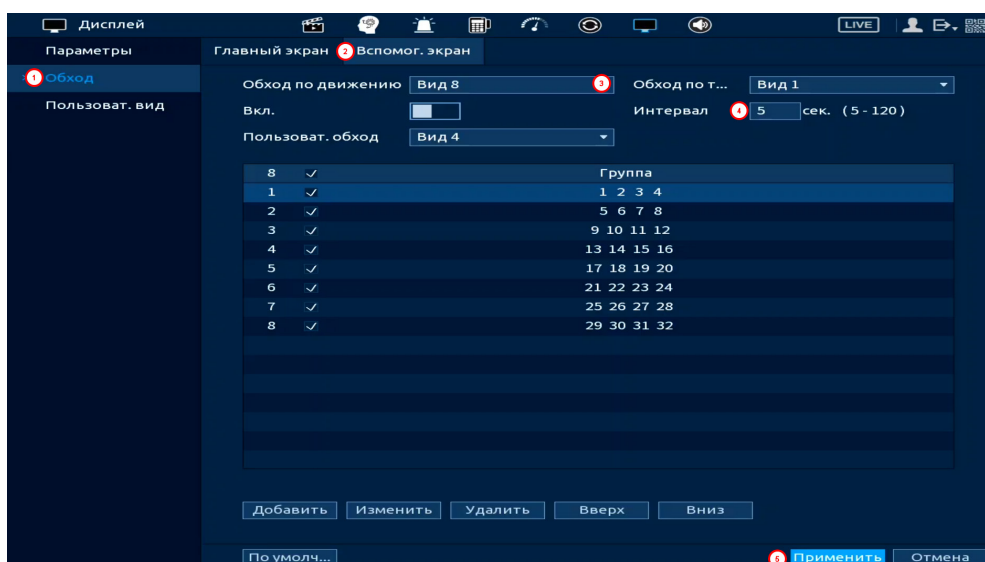 Дисплей LIVE
Параметры Главный экран 2 Вспомог. экран
1 Обход Обход по движению Вид 8 3 Обход по т... Вид 1
Пользоват. вид Вкл. Интервал 4 5 сек. (5-120)
Пользоват. обход Вид 4
8 Группа
1 1 2 3 4
2 5 6 7 8
3 9 10 11 12
4 13 14 15 16
5 17 18 19 20
6 21 22 23 24
7 25 26 27 28
8 29 30 31 32
Добавить Изменить Удалить Вверх Вниз
По умолч... 5 Применить Отмена